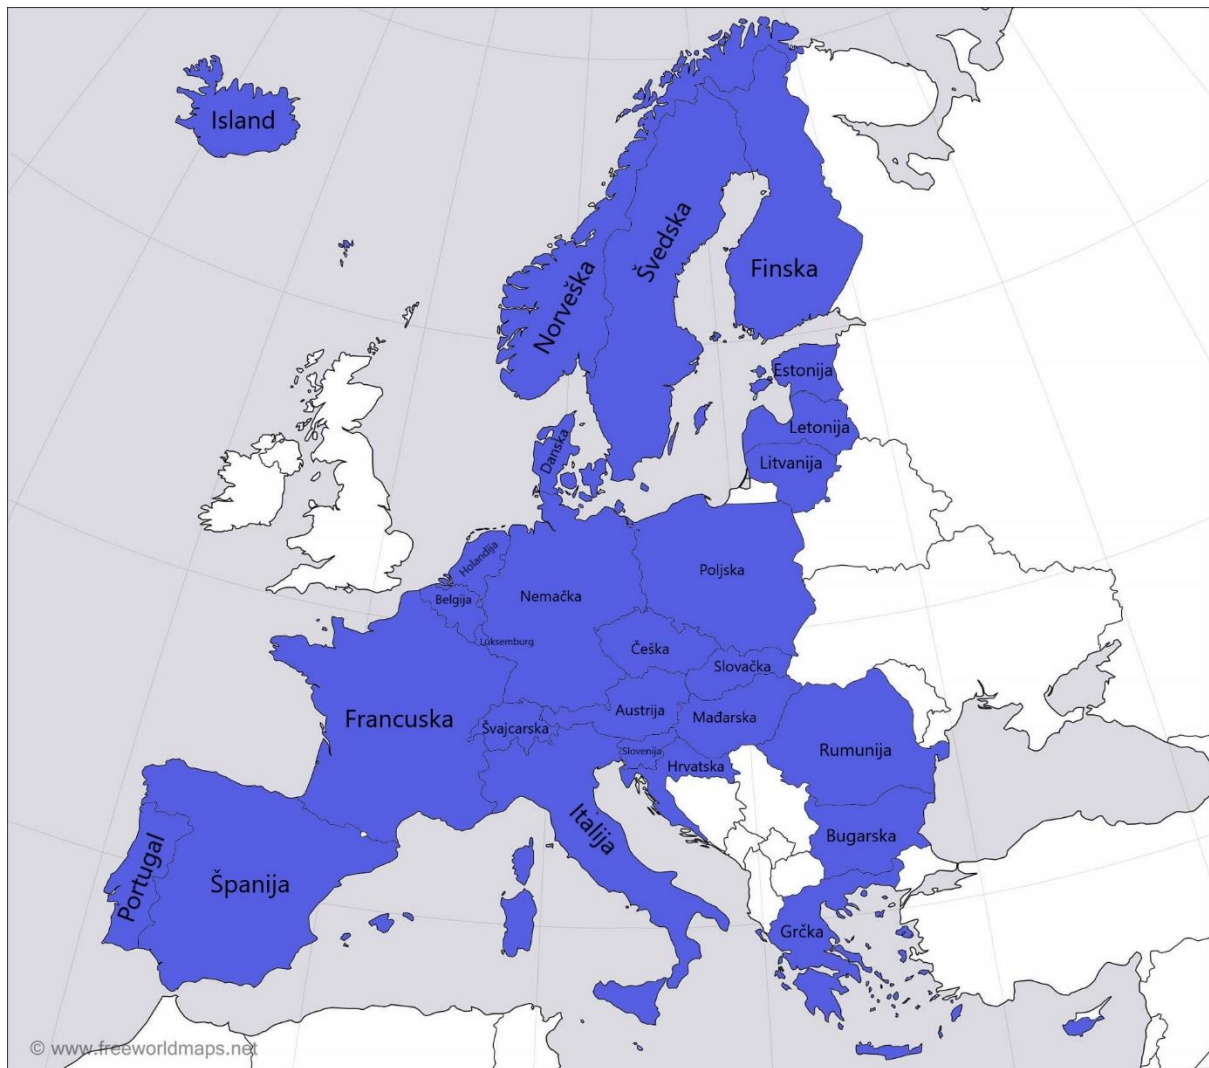 Island
Švedska
Norveška
Finska
Estonija
Letonija
Litvanija
Danska
Holandija
Belgija
Nemačka
Poljska
Luksemburg
Češka
Slovačka
Francuska
Švajcarska
Austrija
Mađarska
Slovenija
Hrvatska
Rumunija
Italija
Bugarska
Portugal
Španija
Grčka
© www.freeworldmaps.net